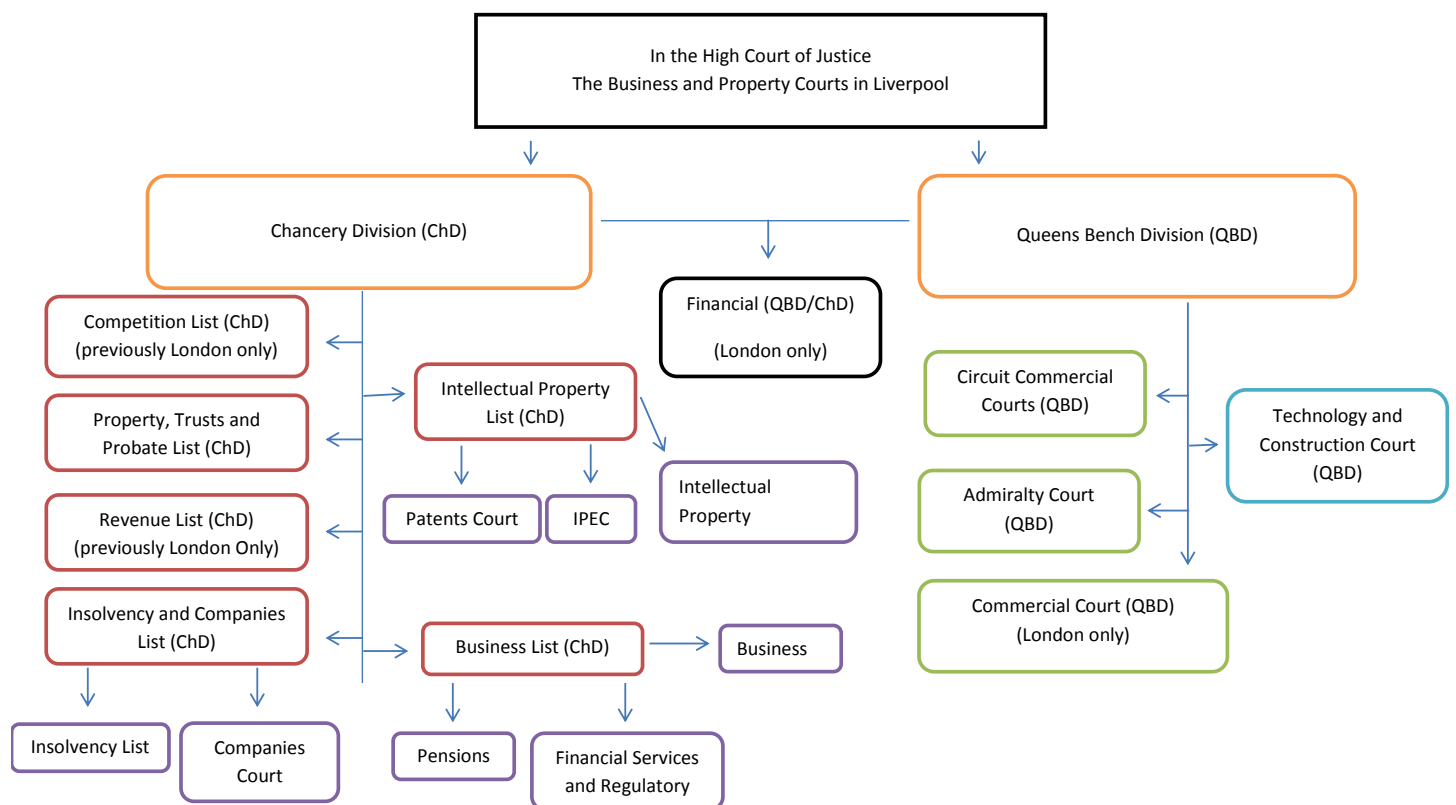 In the High Court of Justice
The Business and Property Courts in Liverpool
Chancery Division (ChD)
Queens Bench Division (QBD)
Financial (QBD/ChD)
(London only)
Competition List (ChD)
(previously London only)
Property, Trusts and
Probate List (ChD)
Revenue List (ChD)
(previously London Only)
Insolvency and Companies
List (ChD)
Insolvency List
Companies
Court
Intellectual Property
List (ChD)
Patents Court
IPEC
Intellectual
Property
Business List (ChD)
Business
Pensions
Financial Services
and Regulatory
Circuit Commercial
Courts (QBD)
Technology and
Construction Court
(QBD)
Admiralty Court
(QBD)
Commercial Court (QBD)
(London only)